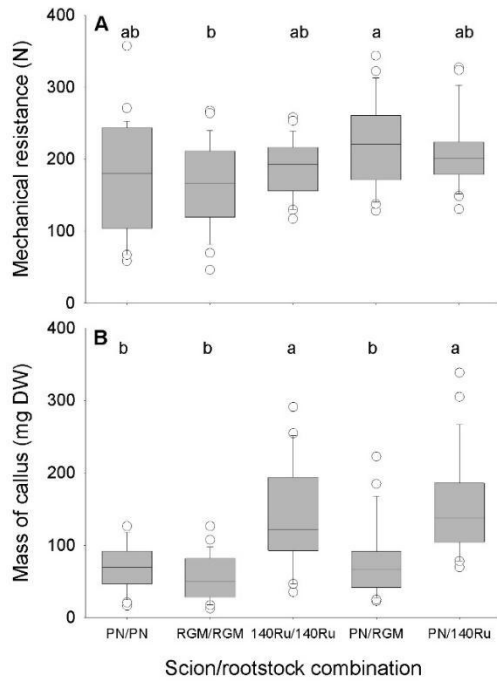 A
ab b ab a ab
400
300
200
100
0
Mechanical resistance (N)
B
b b a b a
400
300
200
100
0
Mass of callus (mg DW)
PN/PN RGM/RGM 140Ru/140Ru PN/RGM PN/140Ru
Scion/rootstock combination